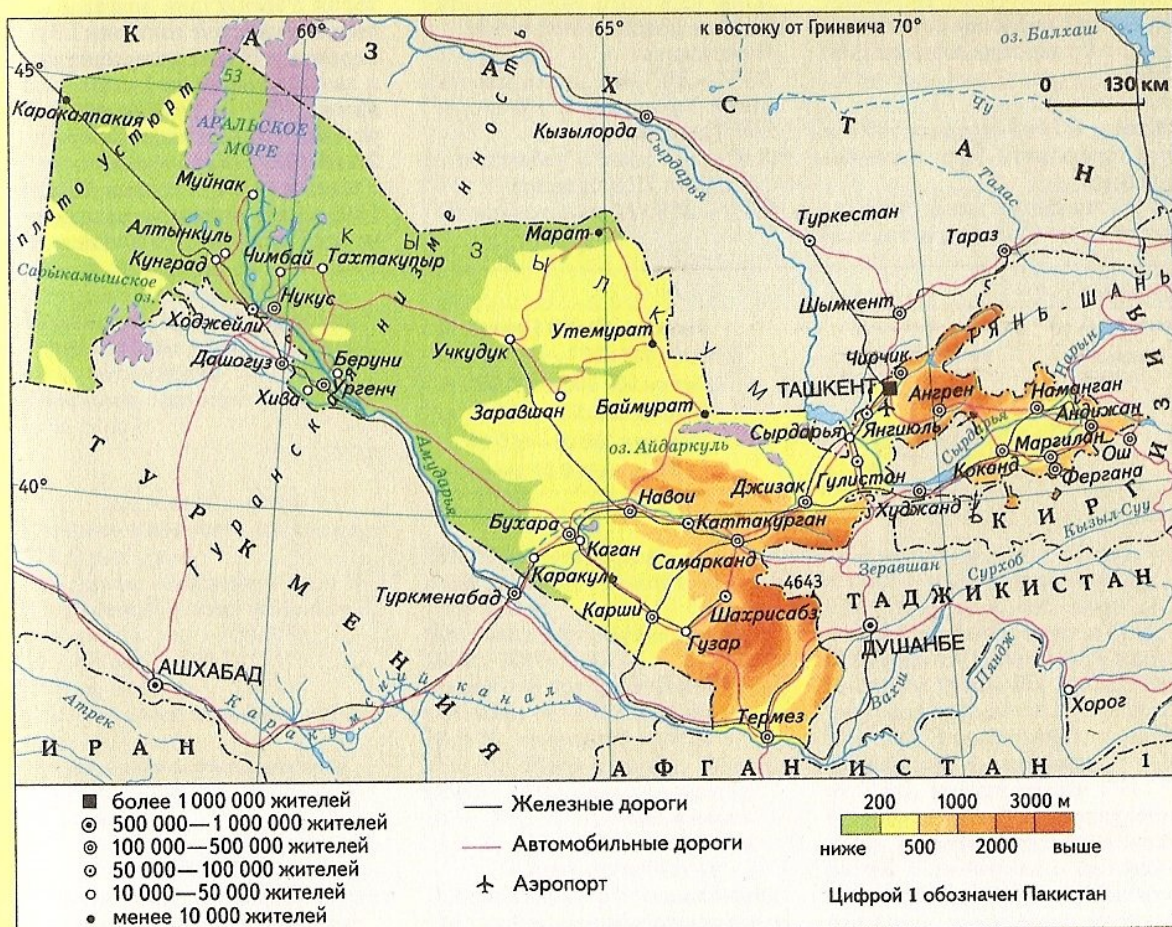 К А З А Х С Т А Н
60°
65°
к востоку от Гринвича 70°
оз. Балхаш
45°
53
0 130 км
Каракалпакия
плато Устюрт
АРАЛЬСКОЕ
МОРЕ
Кызылорда
Сырдарья
Чу
Талас
Муйнак
Туркестан
Тараз
Алтынкуль
Кунград
Чимбай
Тахтакупыр
К Ы З Ы Л К У М
Марат
Сарыкамышское
оз.
Нукус
Ходжейли
Шымкент
ТЯНЬ-ШАНЬ
Учкудук
Утемурат
Дашогуз
Беруни
Ургенч
Хива
Чирчик
Нарын
ТАШКЕНТ
Ангрен
Наманган
Андижан
Заравшан
Баймурат
оз. Айдаркуль
Сырдарья
Янгиюль
Сырдарья
Маргилан
Ош
Коканд
Фергана
Амударья
Туранская
низменность
40°
Навои
Джизак
Гулистан
Худжанд
К И Р Г И З И Я
Кызыл-Суу
Бухара
Каттакурган
Каган
Самарканд
Зеравшан
Сурхоб
Каракуль
4643
Туркменабад
Карши
Шахрисабз
Гузар
ТАДЖИКИСТАН
ДУШАНБЕ
Т У Р К М Е Н И Я
АШХАБАД
Каракумский канал
Вахш
Пяндж
Хорог
Атрек
Термез
ИРАН
АФГАНИСТАН
1
более 1 000 000 жителей
500 000—1 000 000 жителей
100 000—500 000 жителей
50 000—100 000 жителей
10 000—50 000 жителей
менее 10 000 жителей
Железные дороги
Автомобильные дороги
Аэропорт
200 1000 3000 м
ниже 500 2000 выше
Цифрой 1 обозначен Пакистан